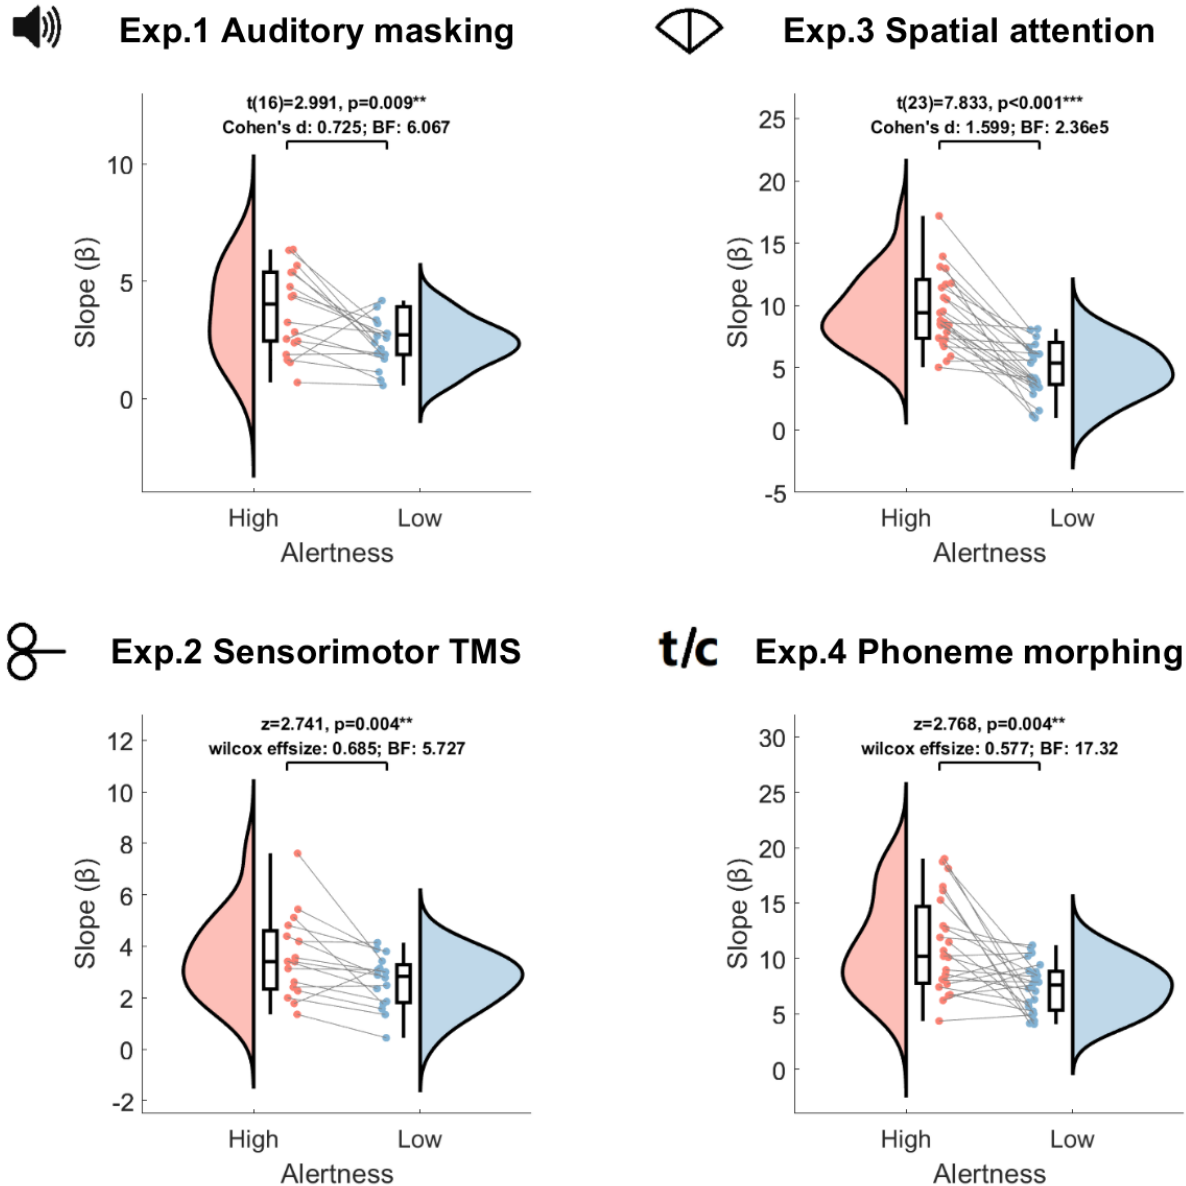 Exp.1 Auditory masking
t(16)=2.991, p=0.009**
Cohen's d: 0.725; BF: 6.067
10
5
0
Slope (β)
High
Low
Alertness
Exp.3 Spatial attention
t(23)=7.833, p<0.001***
Cohen's d: 1.599; BF: 2.36e5
25
20
15
10
5
0
-5
Slope (β)
High
Low
Alertness
Exp.2 Sensorimotor TMS
z=2.741, p=0.004**
wilcox effsize: 0.685; BF: 5.727
12
10
8
6
4
2
0
-2
Slope (β)
High
Low
Alertness
t/c
Exp.4 Phoneme morphing
z=2.768, p=0.004**
wilcox effsize: 0.577; BF: 17.32
30
25
20
15
10
5
0
Slope (β)
High
Low
Alertness